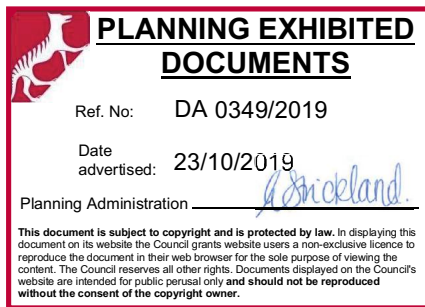 PLANNING EXHIBITED
DOCUMENTS
Ref. No: DA 0349/2019
Date
advertised: 23/10/2019
Planning Administration GStrickland.
This document is subject to copyright and is protected by law. In displaying this
document on its website the Council grants website users a non-exclusive licence to
reproduce the document in their web browser for the sole purpose of viewing the
content. The Council reserves all other rights. Documents displayed on the Council's
website are intended for public perusal only and should not be reproduced
without the consent of the copyright owner.